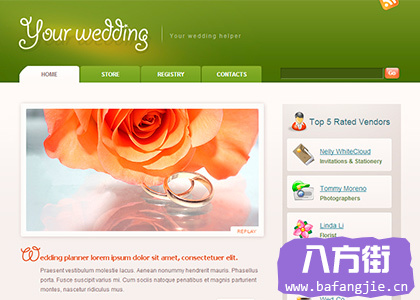 Your wedding
Your wedding helper
HOME
STORE
REGISTRY
CONTACTS
Go
REPLAY
Top 5 Rated Vendors
Nelly WhiteCloud
Invitations & Stationery
Tommy Moreno
Photographers
Linda Li
Florist
Wedding planner lorem ipsum dolor sit amet, consectetuer elit.
Praesent vestibulum molestie lacus. Aenean nonummy hendrerit mauris. Phasellus
porta. Fusce suscipit varius mi. Cum sociis natoque penatibus et magnis parturient
montes, nascetur ridiculus mus.
八方街
www.bafangjie.cn